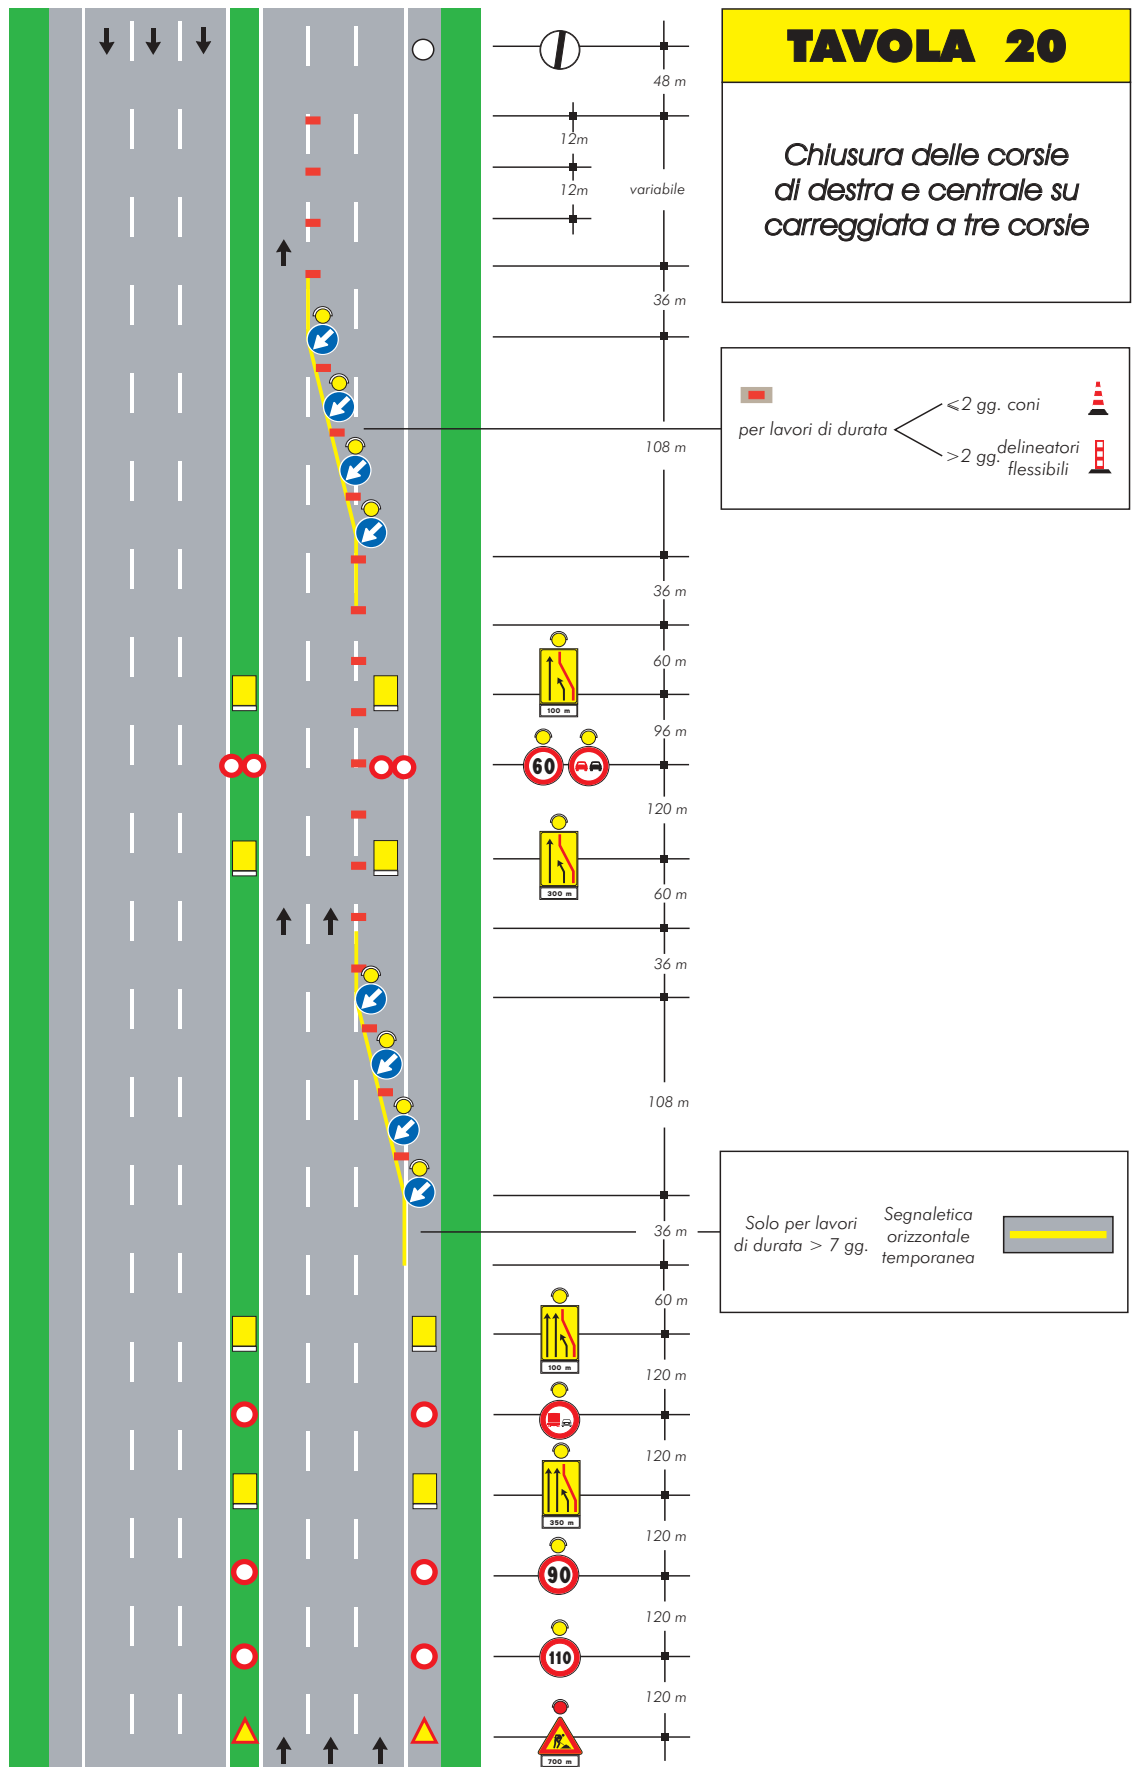 TAVOLA 20
Chiusura delle corsie
di destra e centrale su
carreggiata a tre corsie
48 m
12m
12m
variabile
36 m
per lavori di durata
⩽2 gg. coni
>2 gg.
delineatori
flessibili
108 m
36 m
60 m
100 m
96 m
60
120 m
300 m
60 m
36 m
108 m
Solo per lavori
di durata > 7 gg.
Segnaletica
orizzontale
temporanea
36 m
60 m
100 m
120 m
120 m
350 m
120 m
90
120 m
110
120 m
700 m